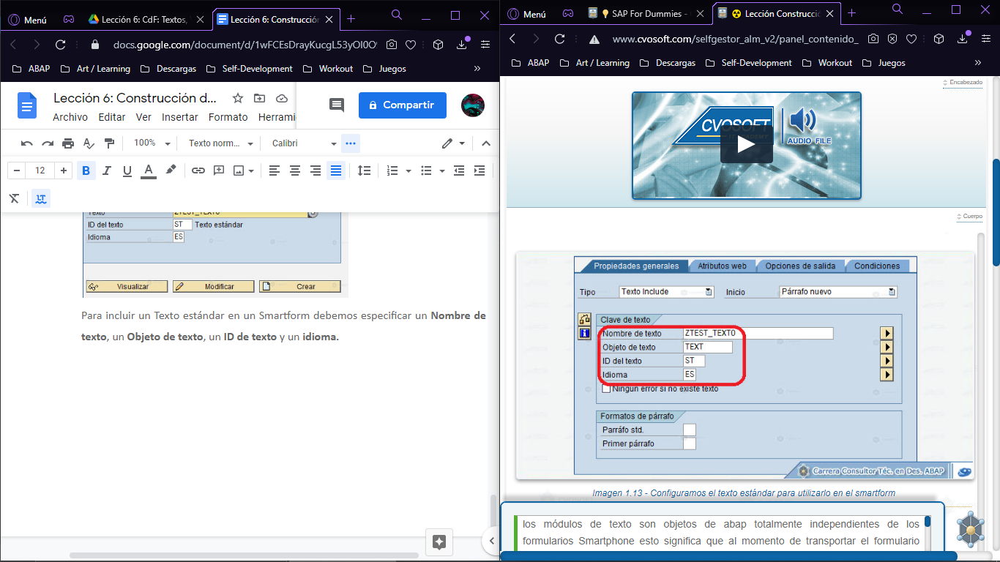 Menú
Lección 6: CdF: Textos,
Lección 6: Construcción
docs.google.com/document/d/1wFCEsDrayKucgL53yOI0O
ABAP
Art / Learning
Descargas
Self-Development
Workout
Juegos
»
Lección 6: Construcción d...
Compartir
Archivo Editar Ver Insertar Formato Herrami
100%
Texto norm...
Calibri
12
B I U A
LT
Texto ZTEST_TEXTO
ID del texto ST Texto estándar
Idioma ES
Visualizar Modificar Crear
Para incluir un Texto estándar en un Smartform debemos especificar un Nombre de
texto, un Objeto de texto, un ID de texto y un idioma.
Menú
SAP For Dummies -
Lección Construcci
www.cvosoft.com/selfgestor_alm_v2/panel_contenido_
ABAP
Art / Learning
Descargas
Self-Development
Workout
Juegos
»
Encabezado
CVOSOFT
IT ACADEMY
AUDIO FILE
Cuerpo
Propiedades generales Atributos web Opciones de salida Condiciones
Tipo Texto Include Inicio Párrafo nuevo
Clave de texto
Nombre de texto ZTEST_TEXTO
Objeto de texto TEXT
ID del texto ST
Idioma ES
Ningún error si no existe texto
Formatos de párrafo
Parráfo std.
Primer párrafo
Carrera Consultor Téc. en Des. ABAP
Imagen 1.13 - Configuramos el texto estándar para utilizarlo en el smartform
los módulos de texto son objetos de abap totalmente independientes de los
formularios Smartphone esto significa que al momento de transportar el formulario